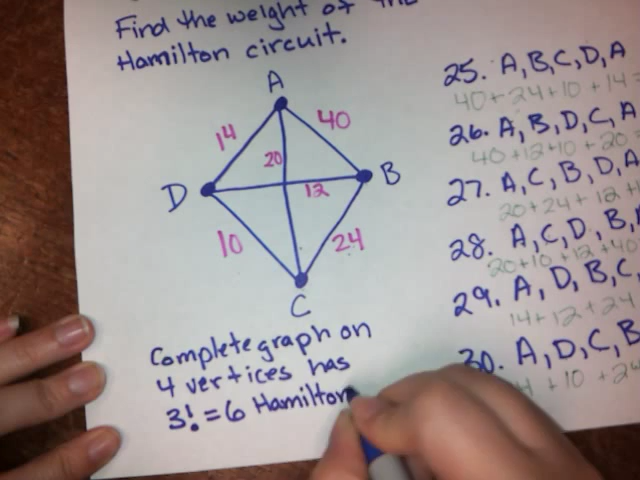 Find the weight of the
Hamilton circuit.
A
14
40
20
D
12
B
10
24
C
Complete graph on
4 vertices has
3! = 6 Hamilton
25. A, B, C, D, A
40 + 24 + 10 + 14 =
26. A, B, D, C, A
40 + 12 + 10 + 20
27. A, C, B, D, A
20 + 24 + 12 +
28. A, C, D, B,
20 + 10 + 12 + 40
29. A, D, B, C,
14 + 12 + 24
30. A, D, C, B
+ 10 + 24